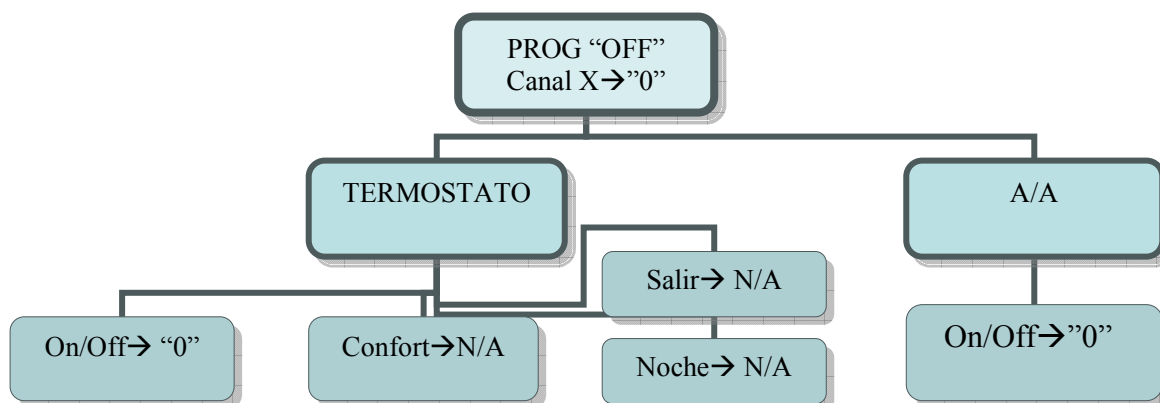 PROG “OFF”
Canal X→”0”
TERMOSTATO
A/A
Salir→ N/A
On/Off→ “0”
Confort→N/A
Noche→ N/A
On/Off→”0”